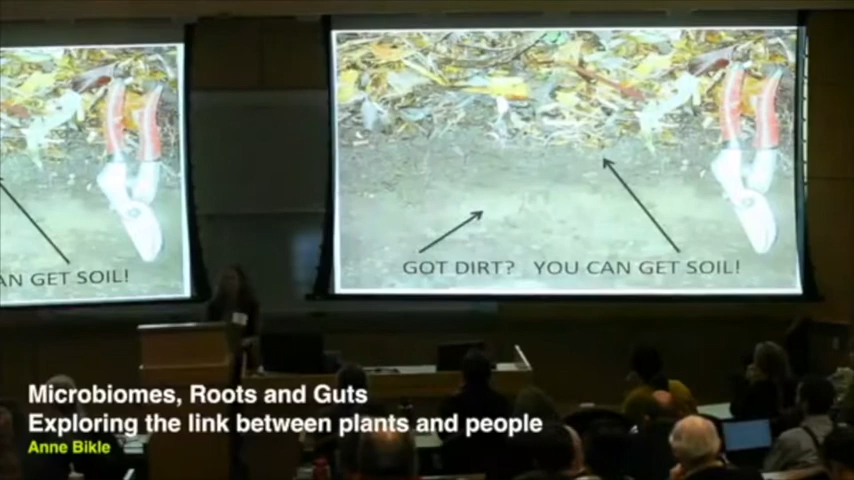 GOT DIRT? YOU CAN GET SOIL!
AN GET SOIL!
Microbiomes, Roots and Guts
Exploring the link between plants and people
Anne Bikle